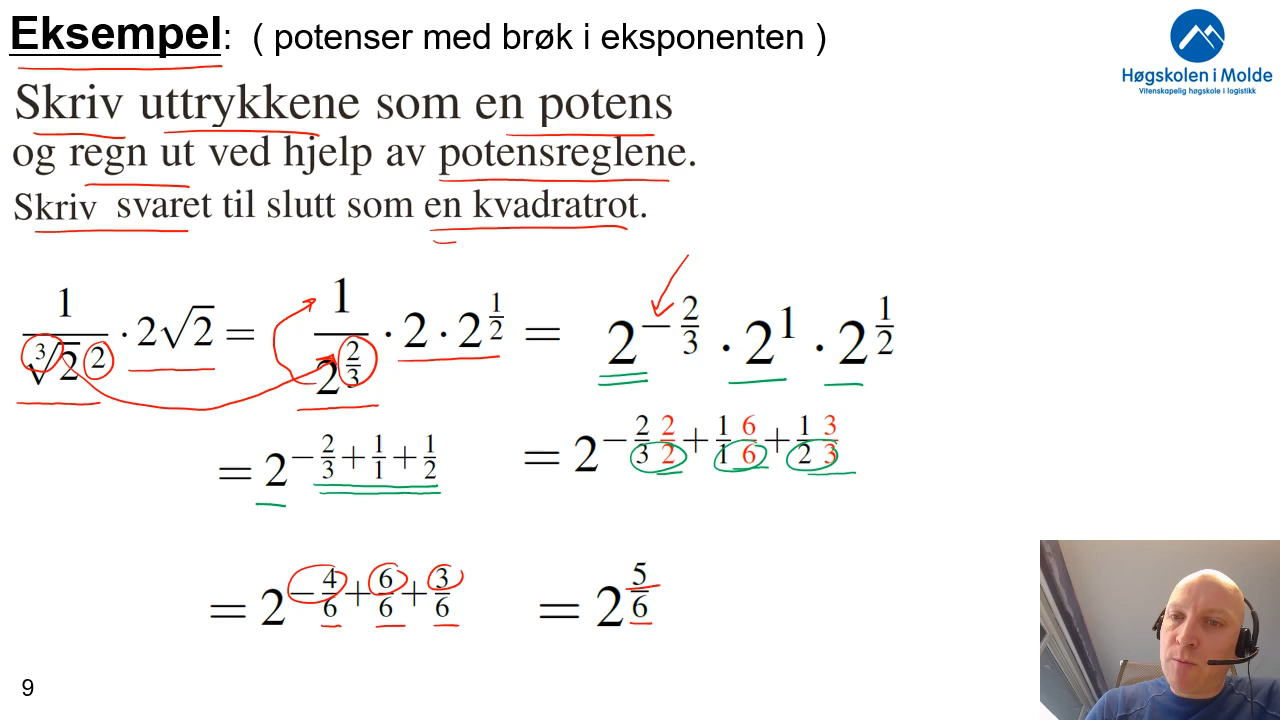 Eksempel: ( potenser med brøk i eksponenten )
Høgskolen i Molde
Vitenskapelig høgskole i logistikk
Skriv uttrykkene som en potens
og regn ut ved hjelp av potensreglene.
Skriv svaret til slutt som en kvadratrot.
1/∛2² · 2√2 = 1/2^(2/3) · 2 · 2^(1/2) = 2^(-2/3) · 2^1 · 2^(1/2)
= 2^(-2/3 + 1/1 + 1/2) = 2^(-2/3 2/2 + 1/1 6/6 + 1/2 3/3)
= 2^(-4/6 + 6/6 + 3/6) = 2^(5/6)
9